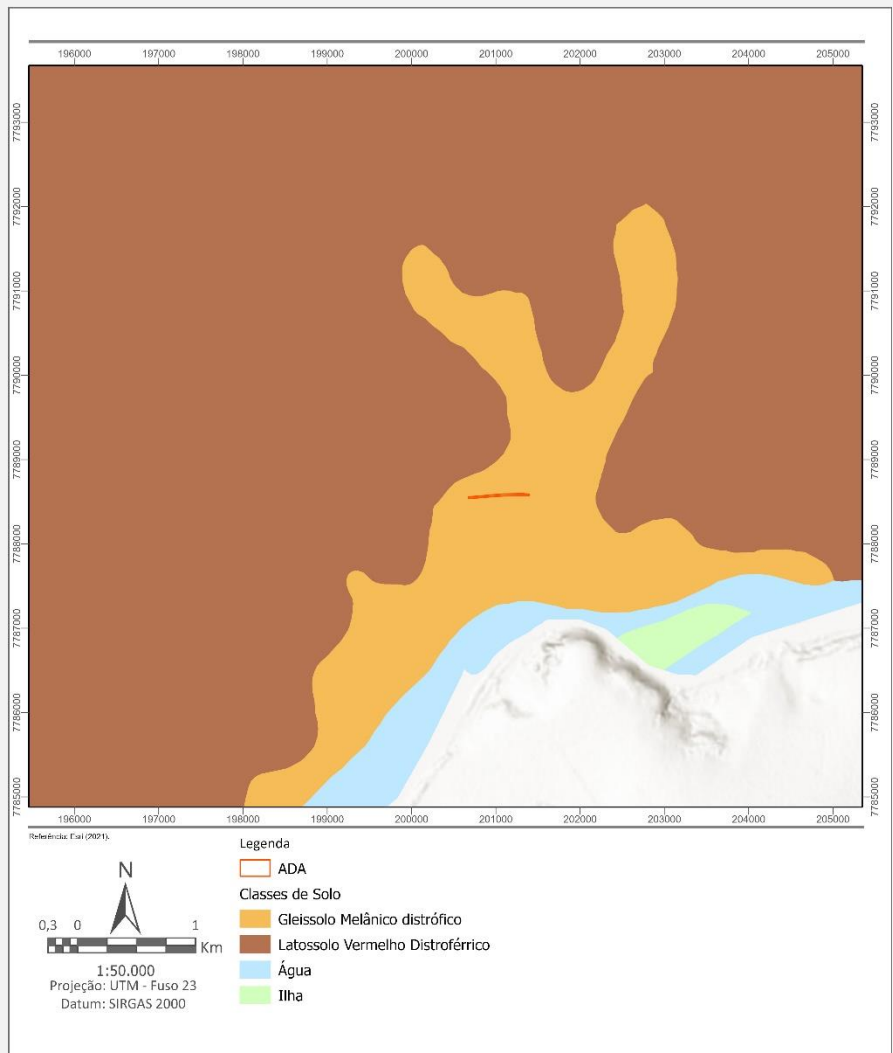 196000 197000 198000 199000 200000 201000 202000 203000 204000 205000
7793000 7793000
7792000 7792000
7791000 7791000
7790000 7790000
7789000 7789000
7788000 7788000
7787000 7787000
7786000 7786000
7785000 7785000
196000 197000 198000 199000 200000 201000 202000 203000 204000 205000
Referência: Esri (2021).
Legenda
ADA
Classes de Solo
Gleissolo Melânico distrófico
Latossolo Vermelho Distroférrico
Água
Ilha
N
0,3 0 1
Km
1:50.000
Projeção: UTM - Fuso 23
Datum: SIRGAS 2000